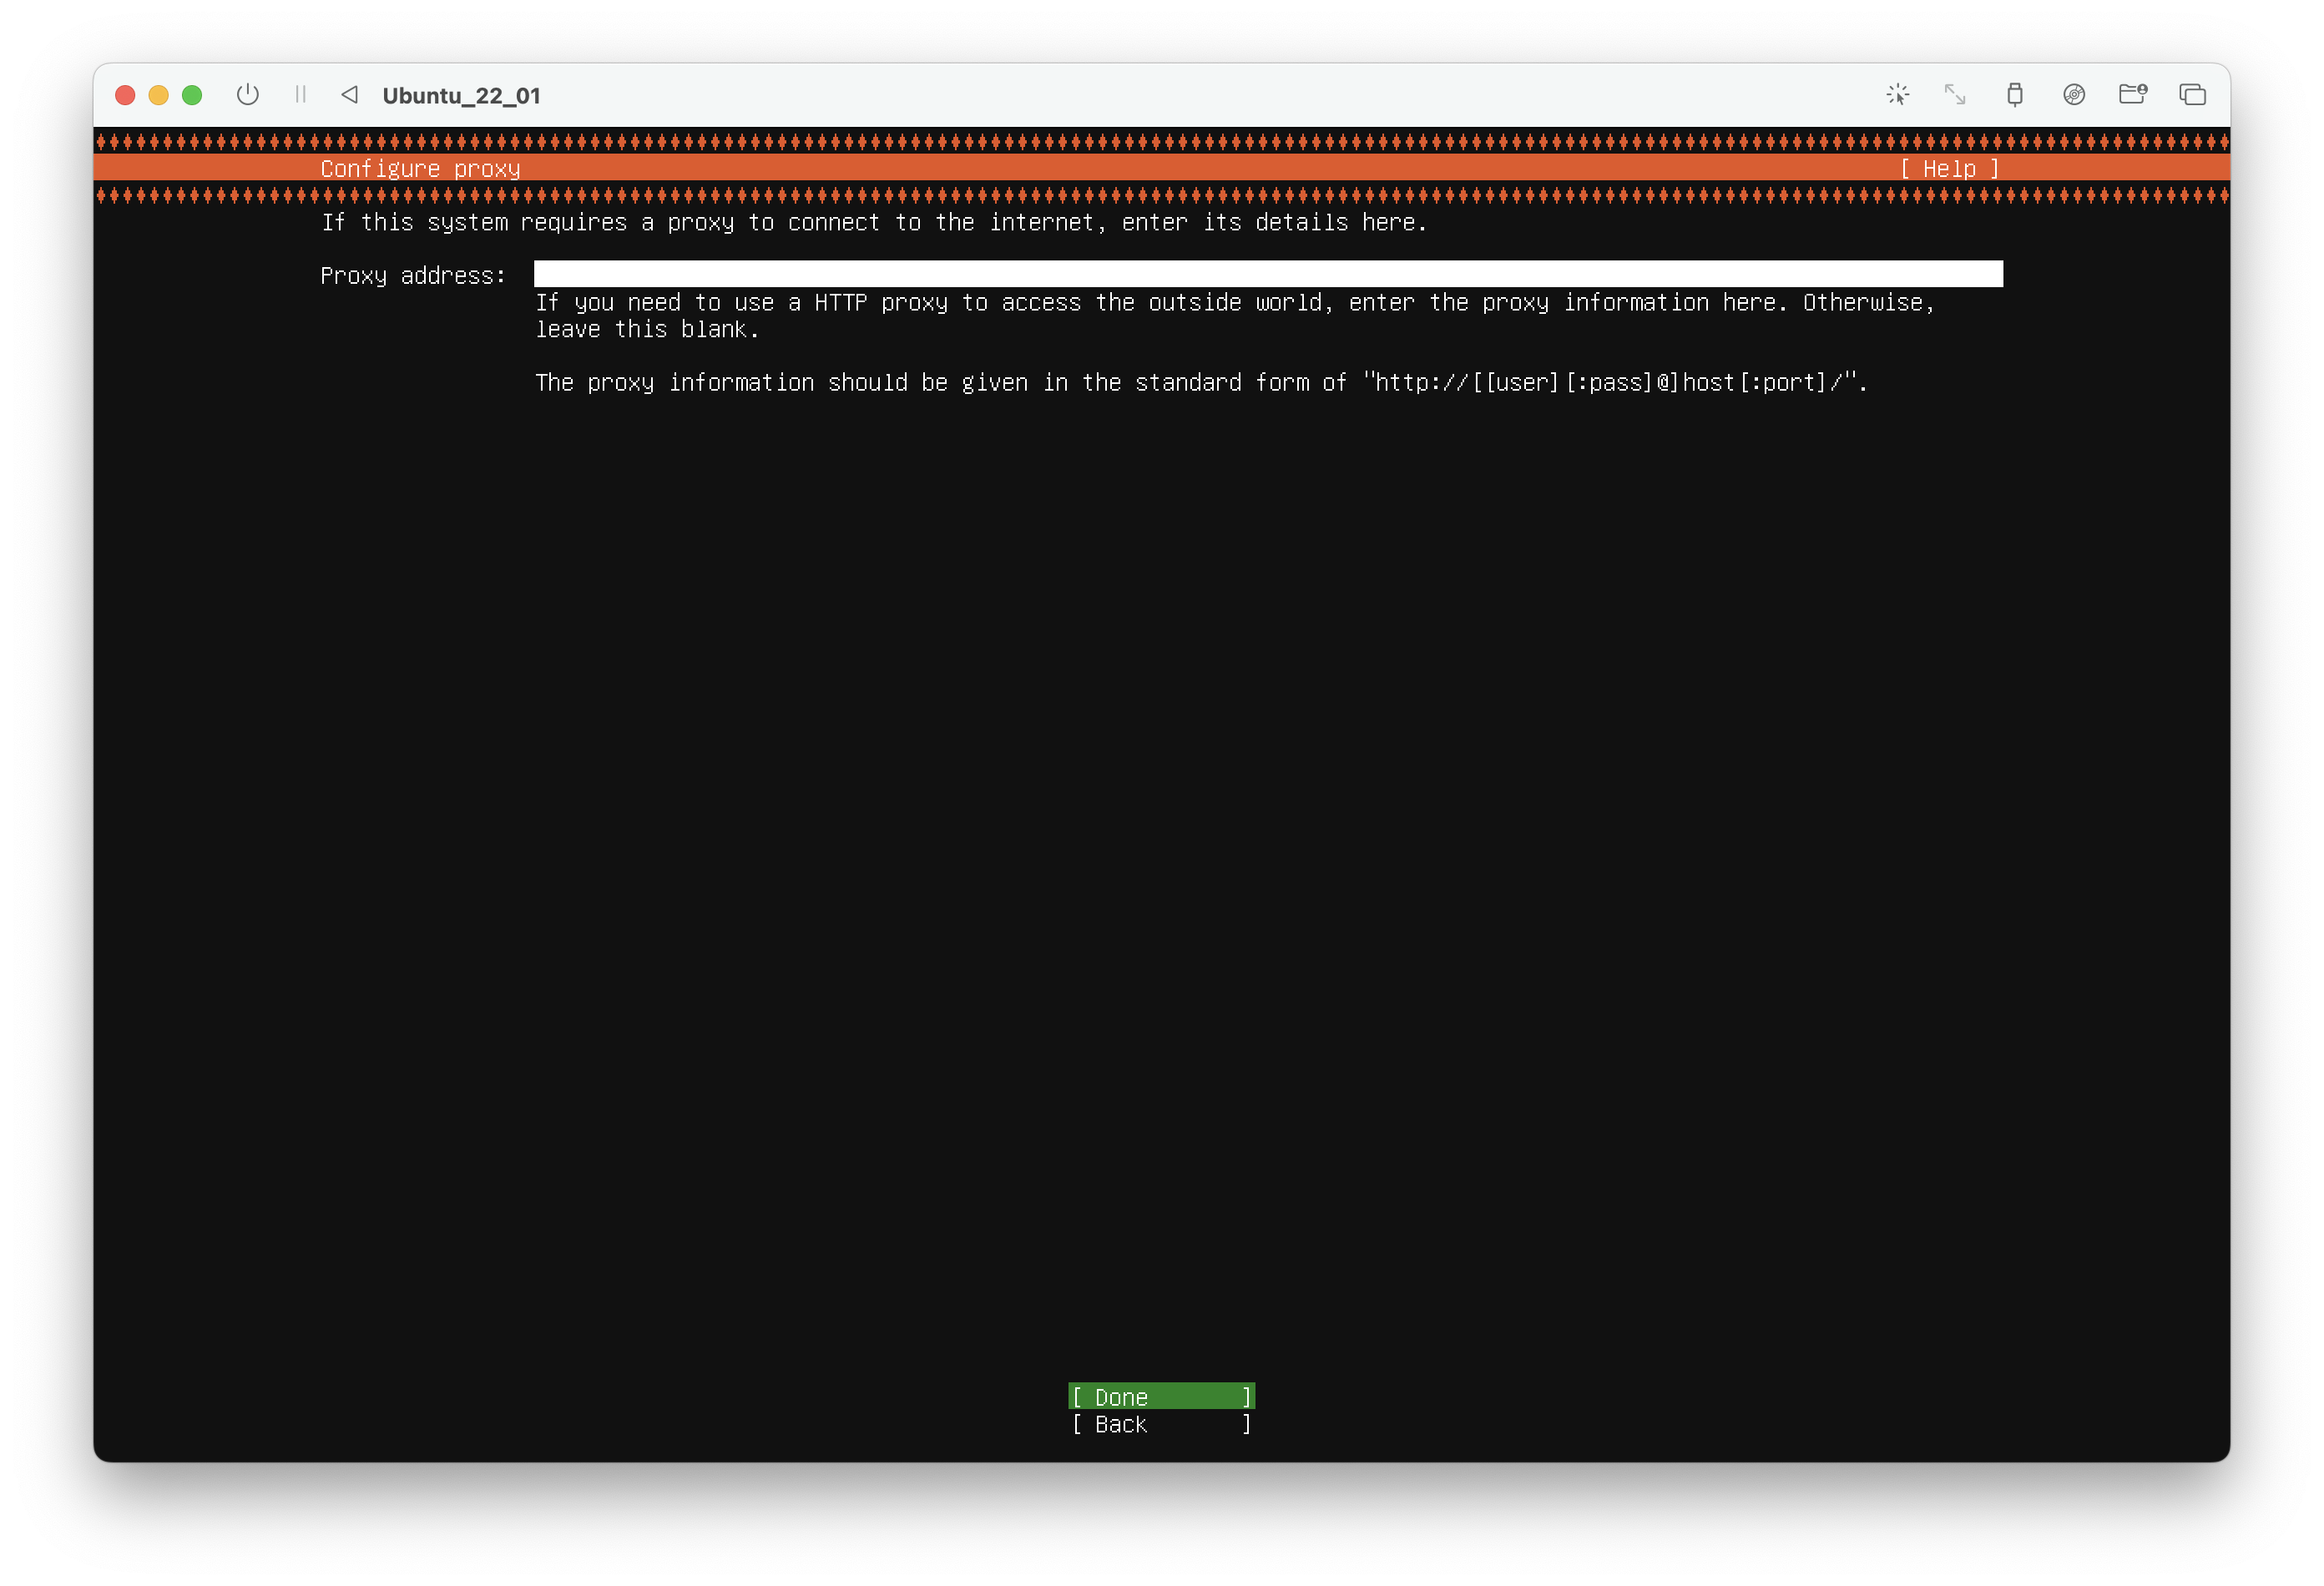 Ubuntu_22_01
Configure proxy [ Help ]
If this system requires a proxy to connect to the internet, enter its details here.
Proxy address:
If you need to use a HTTP proxy to access the outside world, enter the proxy information here. Otherwise,
leave this blank.
The proxy information should be given in the standard form of "http://[[user][:pass]@]host[:port]/".
[ Done ]
[ Back ]